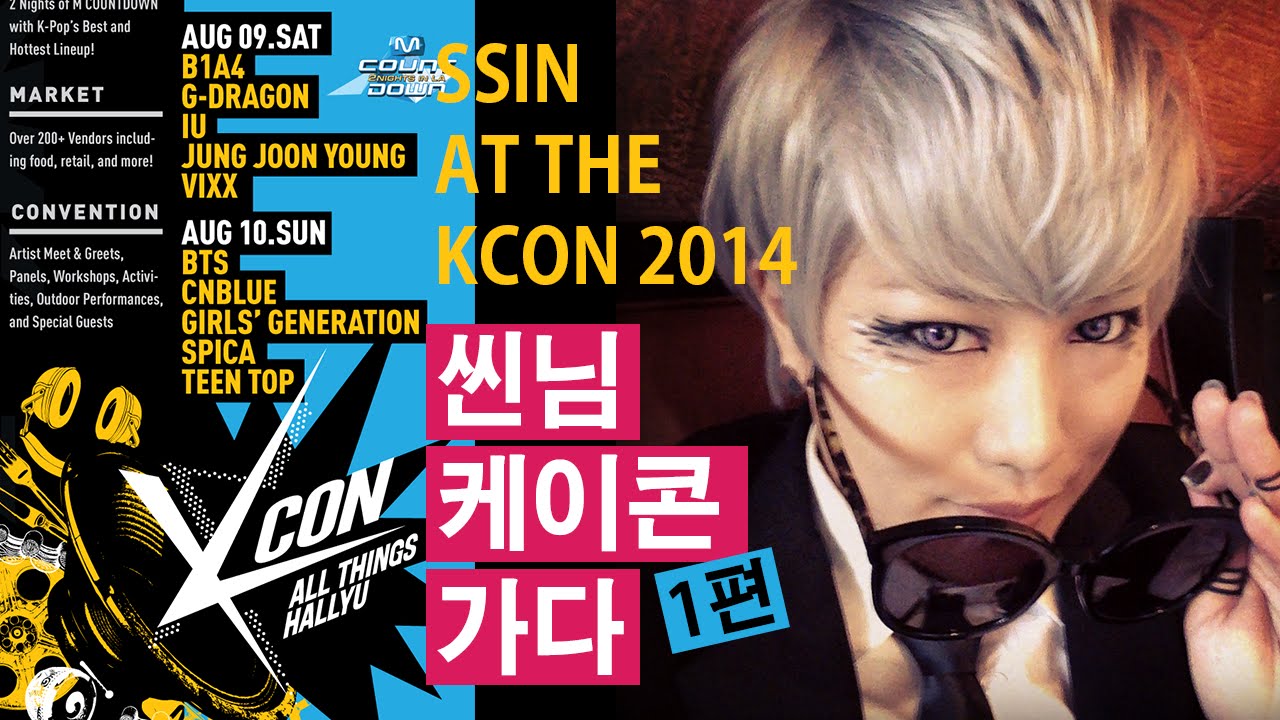 2 Nights of M COUNTDOWN
with K-Pop's Best and
Hottest Lineup!
MARKET
Over 200+ Vendors includ-
ing food, retail, and more!
CONVENTION
Artist Meet & Greets,
Panels, Workshops, Activi-
ties, Outdoor Performances,
and Special Guests
AUG 09.SAT
B1A4
G-DRAGON
IU
JUNG JOON YOUNG
VIXX
AUG 10.SUN
BTS
CNBLUE
GIRLS' GENERATION
SPICA
TEEN TOP
M
COUNT
2NIGHTS IN LA
DOWN
KCON
ALL THINGS
HALLYU
SSIN
AT THE
KCON 2014
씬님
케이콘
가다
1편